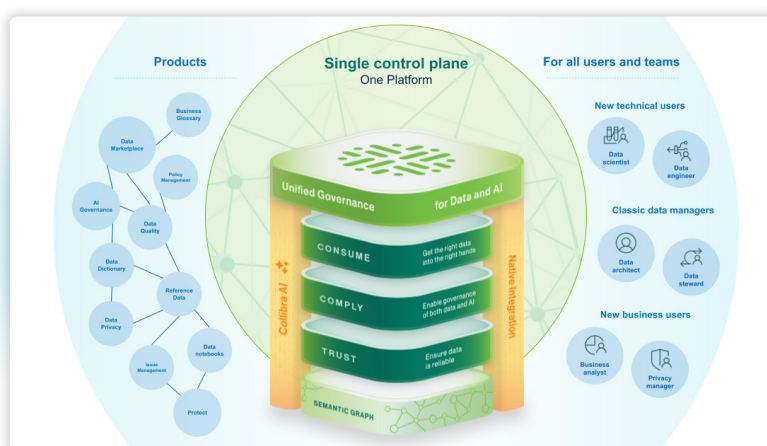 Products
Business
Glossary
Data
Marketplace
Policy
Management
AI
Governance
Data
Quality
Data
Dictionary
Reference
Data
Data
Privacy
Data
notebooks
Issue
Management
Protect
Single control plane
One Platform
Unified Governance
for Data and AI
CONSUME
Get the right data
into the right hands
COMPLY
Enable governance
of both data and AI
TRUST
Ensure data
is reliable
SEMANTIC GRAPH
Collibra AI
Native Integration
For all users and teams
New technical users
Data
scientist
Data
engineer
Classic data managers
Data
architect
Data
steward
New business users
Business
analyst
Privacy
manager